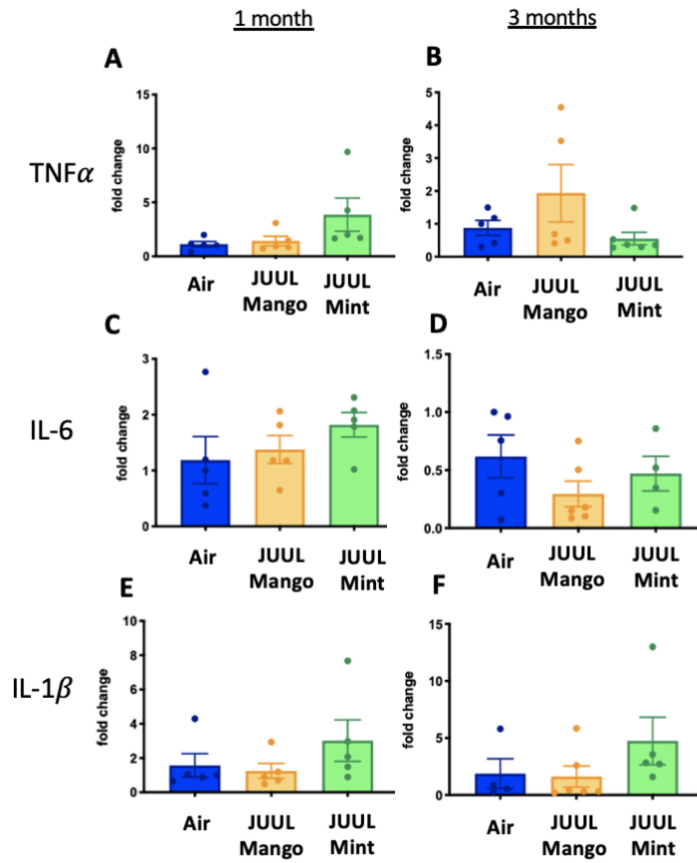 1 month 3 months
A B
TNFα
fold change
15
10
5
0
Air JUUL Mango JUUL Mint
fold change
5
4
3
2
1
0
Air JUUL Mango JUUL Mint
C D
IL-6
fold change
3
2
1
0
Air JUUL Mango JUUL Mint
fold change
1.5
1.0
0.5
0.0
Air JUUL Mango JUUL Mint
E F
IL-1β
fold change
10
8
6
4
2
0
Air JUUL Mango JUUL Mint
fold change
15
10
5
0
Air JUUL Mango JUUL Mint